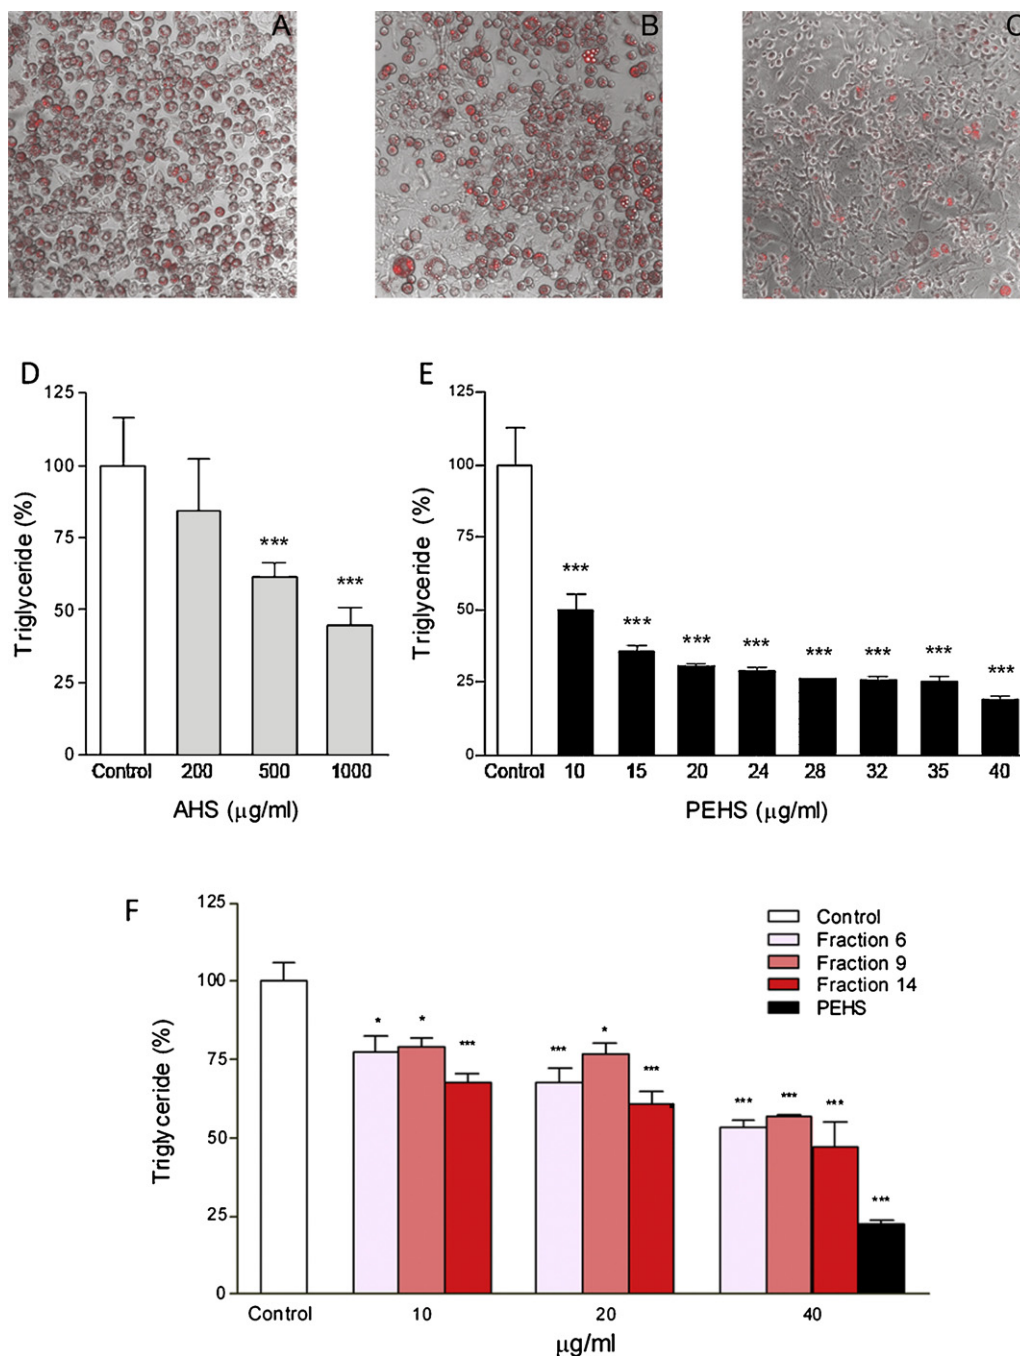 A
B
C
D
125
100
75
50
25
0
Triglyceride (%)
***
***
Control 200 500 1000
AHS (µg/ml)
E
125
100
75
50
25
0
Triglyceride (%)
***
***
***
***
***
***
***
***
Control 10 15 20 24 28 32 35 40
PEHS (µg/ml)
F
125
100
75
50
25
0
Triglyceride (%)
Control
Fraction 6
Fraction 9
Fraction 14
PEHS
* * ***
*** * ***
*** *** *** ***
Control 10 20 40
µg/ml